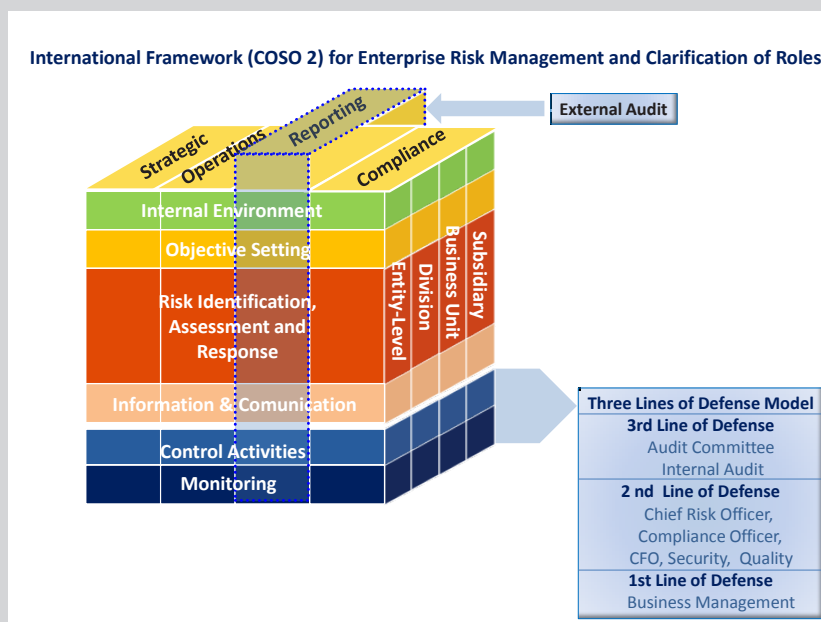 International Framework (COSO 2) for Enterprise Risk Management and Clarification of Roles
External Audit
Strategic
Operations
Reporting
Compliance
Internal Environment
Objective Setting
Risk Identification,
Assessment and
Response
Information & Comunication
Control Activities
Monitoring
Entity-Level
Division
Business Unit
Subsidiary
Three Lines of Defense Model
3rd Line of Defense
Audit Committee
Internal Audit
2 nd Line of Defense
Chief Risk Officer,
Compliance Officer,
CFO, Security, Quality
1st Line of Defense
Business Management